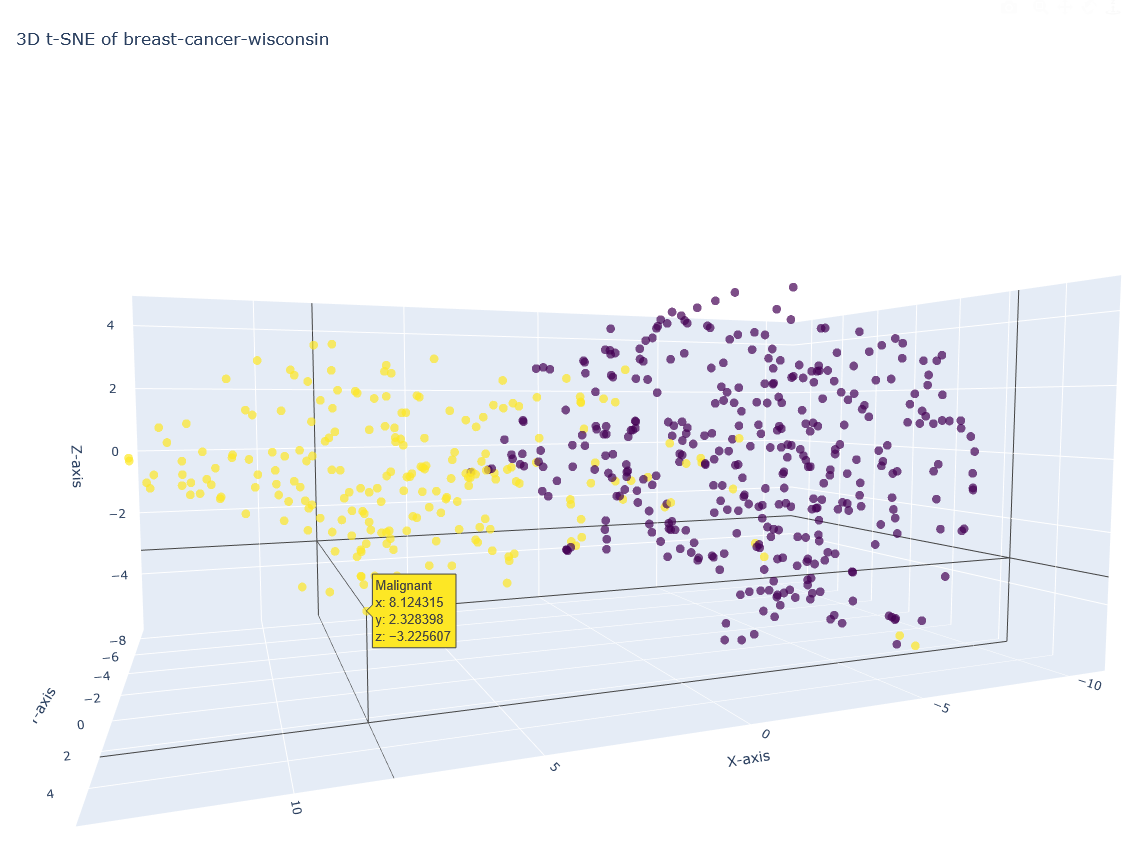 3D t-SNE of breast-cancer-wisconsin
4
2
0
−2
−4
Z-axis
Malignant
x: 8.124315
y: 2.328398
z: −3.225607
−8
−6
−4
−2
0
2
4
-axis
10
5
0
−5
−10
X-axis